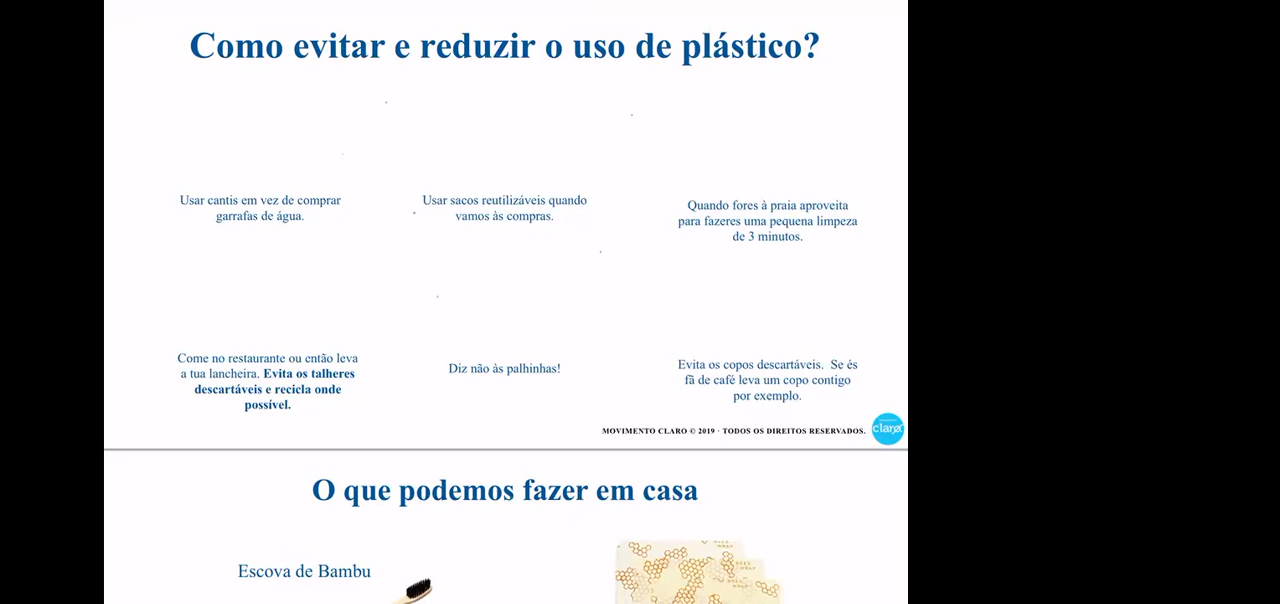 Como evitar e reduzir o uso de plástico?
Usar cantis em vez de comprar
garrafas de água.
Usar sacos reutilizáveis quando
vamos às compras.
Quando fores à praia aproveita
para fazeres uma pequena limpeza
de 3 minutos.
Come no restaurante ou então leva
a tua lancheira. Evita os talheres
descartáveis e recicla onde
possível.
Diz não às palhinhas!
Evita os copos descartáveis.  Se és
fã de café leva um copo contigo
por exemplo.
MOVIMENTO CLARO © 2019 · TODOS OS DIREITOS RESERVADOS.
claro
O que podemos fazer em casa
Escova de Bambu